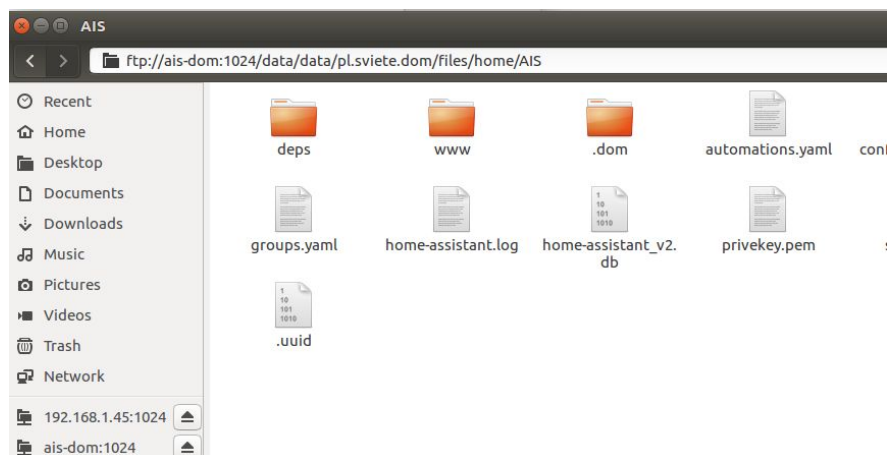 AIS
ftp://ais-dom:1024/data/data/pl.sviete.dom/files/home/AIS
Recent
Home
Desktop
Documents
Downloads
Music
Pictures
Videos
Trash
Network
192.168.1.45:1024
ais-dom:1024
deps
www
.dom
automations.yaml
groups.yaml
home-assistant.log
home-assistant_v2.
db
privekey.pem
.uuid